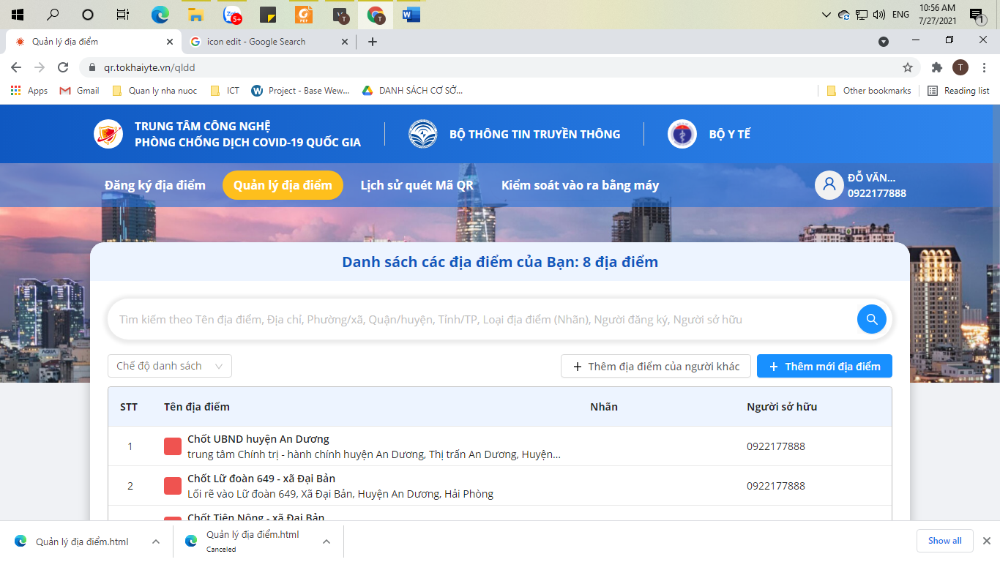 10:56 AM
ENG
7/27/2021
5+
1
Quản lý địa điểm
icon edit - Google Search
qr.tokhaiyte.vn/qldd
T
Apps
Gmail
Quan ly nha nuoc
ICT
Project - Base Wew...
DANH SÁCH CƠ SỞ...
Other bookmarks
Reading list
TRUNG TÂM CÔNG NGHỆ
PHÒNG CHỐNG DỊCH COVID-19 QUỐC GIA
BỘ THÔNG TIN TRUYỀN THÔNG
BỘ Y TẾ
Đăng ký địa điểm
Quản lý địa điểm
Lịch sử quét Mã QR
Kiểm soát vào ra bằng máy
ĐỖ VĂN...
0922177888
Danh sách các địa điểm của Bạn: 8 địa điểm
Tìm kiếm theo Tên địa điểm, Địa chỉ, Phường/xã, Quận/huyện, Tỉnh/TP, Loại địa điểm (Nhãn), Người đăng ký, Người sở hữu
AQUA
Chế độ danh sách
+ Thêm địa điểm của người khác
+ Thêm mới địa điểm
STT Tên địa điểm Nhãn Người sở hữu
1 Chốt UBND huyện An Dương 0922177888
trung tâm Chính trị - hành chính huyện An Dương, Thị trấn An Dương, Huyện...
2 Chốt Lữ đoàn 649 - xã Đại Bản 0922177888
Lối rẽ vào Lữ đoàn 649, Xã Đại Bản, Huyện An Dương, Hải Phòng
Chốt Tiên Nông - xã Đại Bản
Quản lý địa điểm.html
Quản lý địa điểm.html
Canceled
Show all